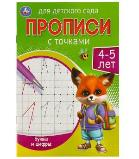 для детского сада
ПРОПИСИ
с точками
4-5
лет
буквы и цифры